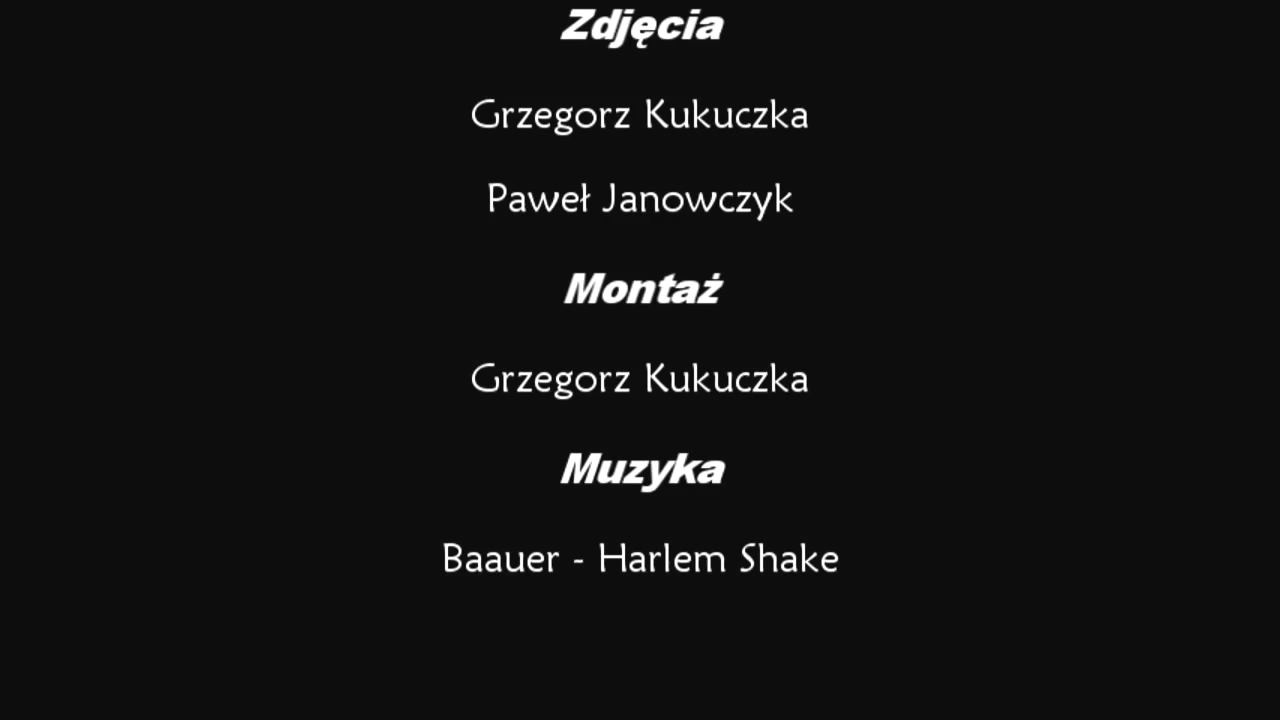 Zdjęcia
Grzegorz Kukuczka
Paweł Janowczyk
Montaż
Grzegorz Kukuczka
Muzyka
Baauer - Harlem Shake